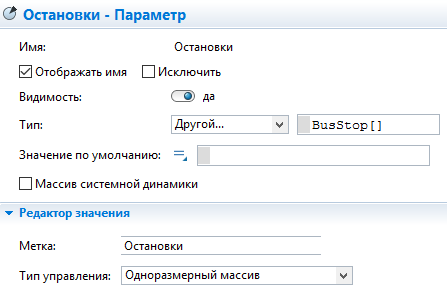 Остановки - Параметр
Имя: Остановки
Отображать имя Исключить
Видимость: да
Тип: Другой... BusStop[]
Значение по умолчанию:
Массив системной динамики
Редактор значения
Метка: Остановки
Тип управления: Одноразмерный массив